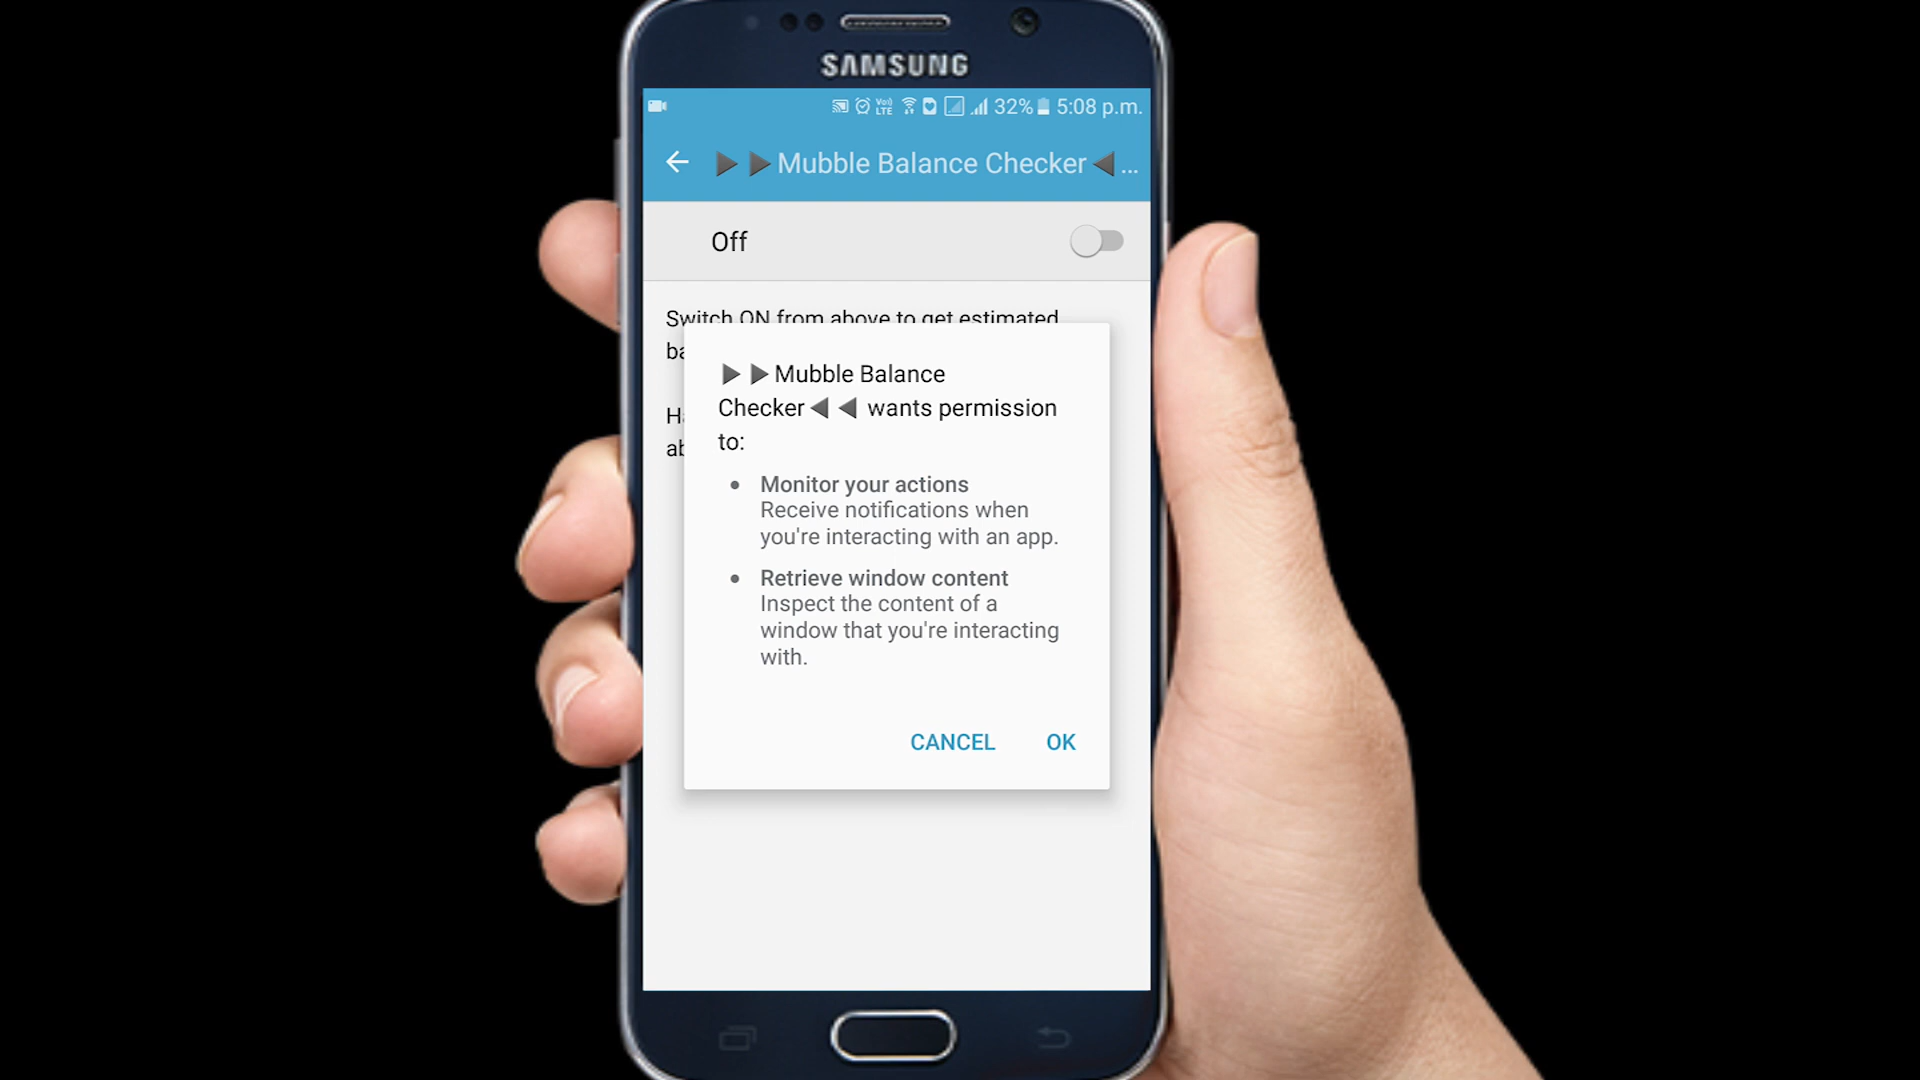 SAMSUNG
Vo))
LTE
32% 5:08 p.m.
▶ ▶ Mubble Balance Checker ◀ ...
Off
Switch ON from above to get estimated
▶ ▶ Mubble Balance
Checker ◀ ◀ wants permission
to:
• Monitor your actions
Receive notifications when
you're interacting with an app.
• Retrieve window content
Inspect the content of a
window that you're interacting
with.
CANCEL OK